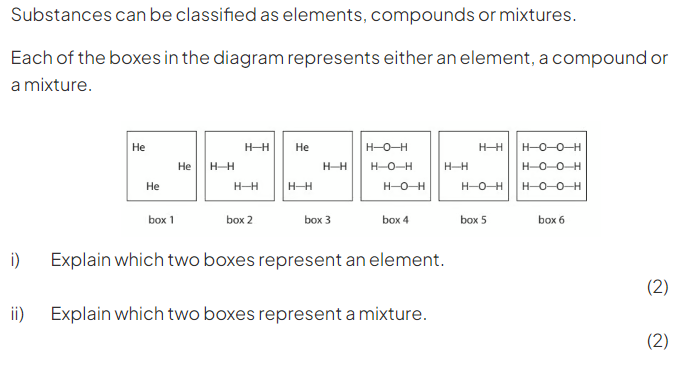 Substances can be classified as elements, compounds or mixtures.
Each of the boxes in the diagram represents either an element, a compound or
a mixture.
He H—H He H—O—H H—H H—O—O—H
He H—H H—H H—O—H H—H H—O—O—H
He H—H H—H H—O—H H—O—H H—O—O—H
box 1 box 2 box 3 box 4 box 5 box 6
i) Explain which two boxes represent an element.
(2)
ii) Explain which two boxes represent a mixture.
(2)